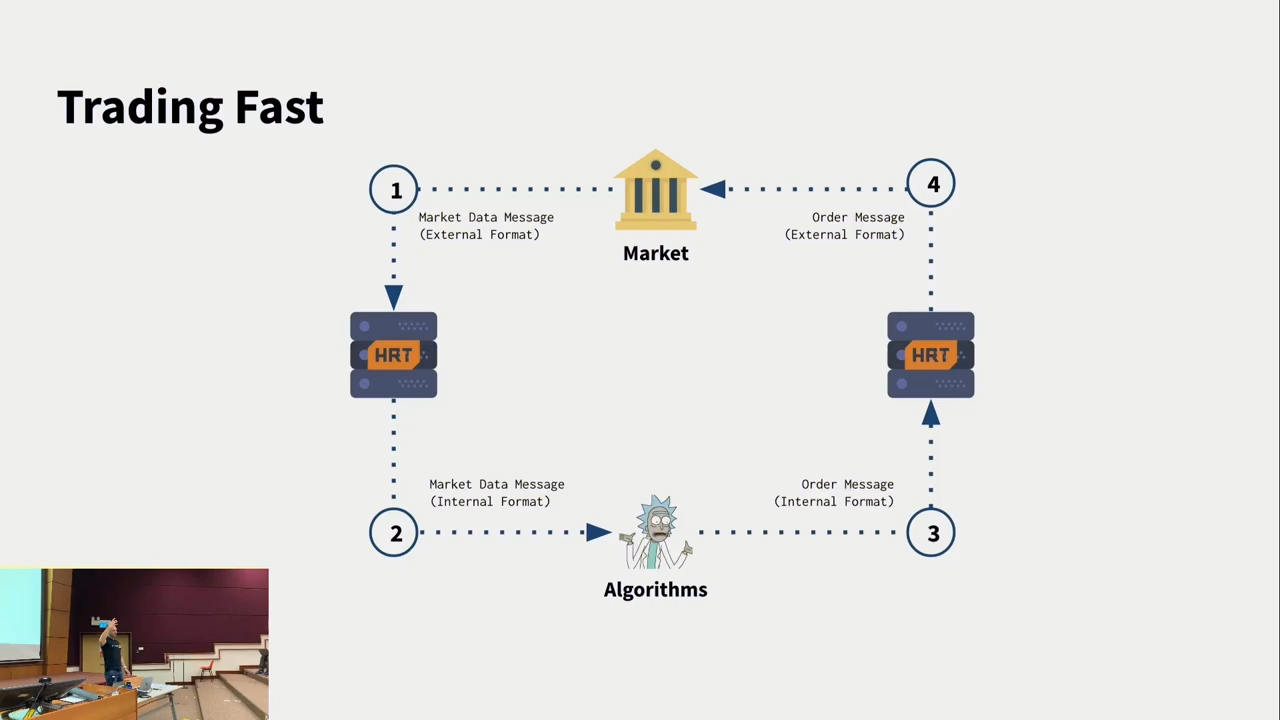 Trading Fast
1
4
Market Data Message
(External Format)
Order Message
(External Format)
Market
HRT
HRT
Market Data Message
(Internal Format)
Order Message
(Internal Format)
2
3
Algorithms